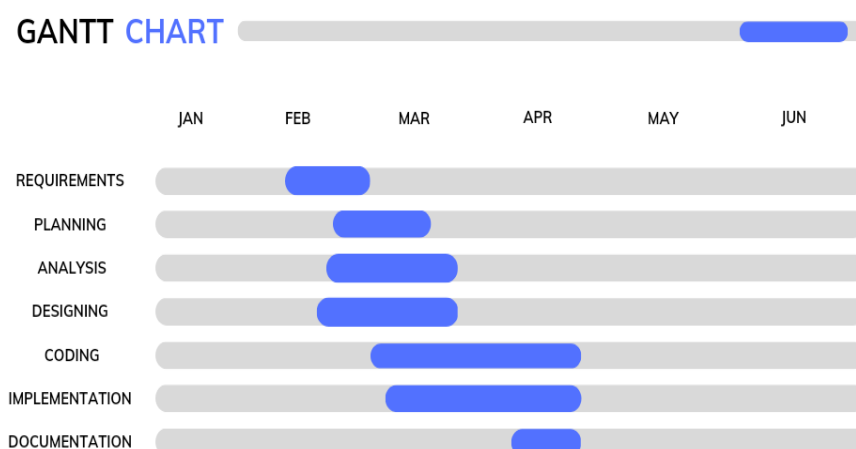 GANTT CHART
JAN FEB MAR APR MAY JUN
REQUIREMENTS
PLANNING
ANALYSIS
DESIGNING
CODING
IMPLEMENTATION
DOCUMENTATION